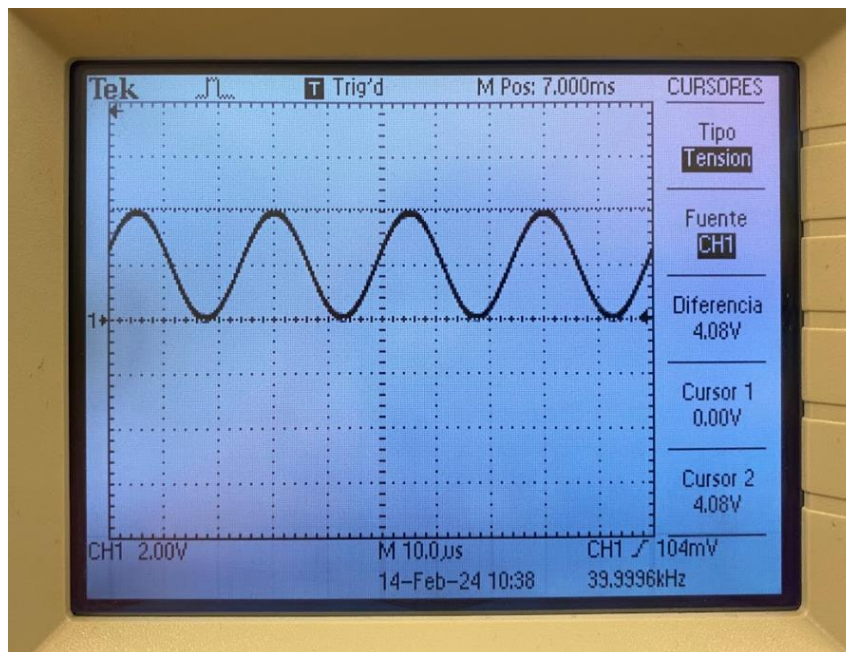 Tek T Trig'd M Pos: 7.000ms CURSORES
Tipo
Tension
Fuente
CH1
Diferencia
4.08V
Cursor 1
0.00V
Cursor 2
4.08V
1
CH1 2.00V M 10.0µs CH1 104mV
14-Feb-24 10:38 39.9996kHz